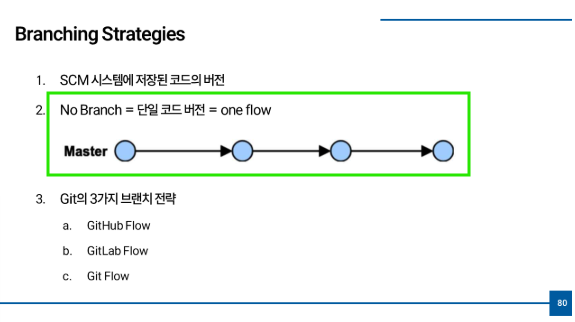 Branching Strategies
1. SCM 시스템에 저장된 코드의 버전
2. No Branch = 단일 코드 버전 = one flow
Master
3. Git의 3가지 브랜치 전략
a. GitHub Flow
b. GitLab Flow
c. Git Flow
80